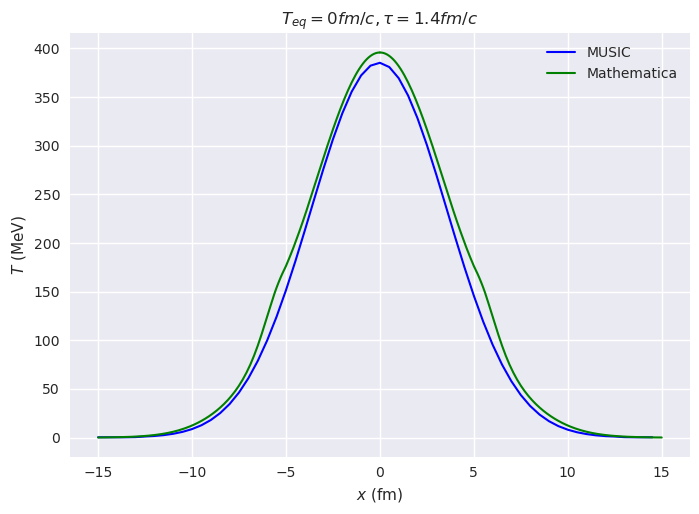 T_eq = 0fm/c, τ = 1.4fm/c
MUSIC
Mathematica
400
350
300
250
200
150
100
50
0
T (MeV)
−15 −10 −5 0 5 10 15
x (fm)